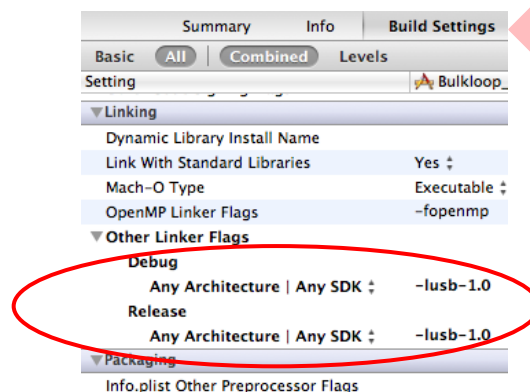 Summary Info Build Settings
Basic All Combined Levels
Setting Bulkloop_
Linking
Dynamic Library Install Name
Link With Standard Libraries Yes
Mach-O Type Executable
OpenMP Linker Flags -fopenmp
Other Linker Flags
Debug
Any Architecture | Any SDK -lusb-1.0
Release
Any Architecture | Any SDK -lusb-1.0
Packaging
Info.plist Other Preprocessor Flags